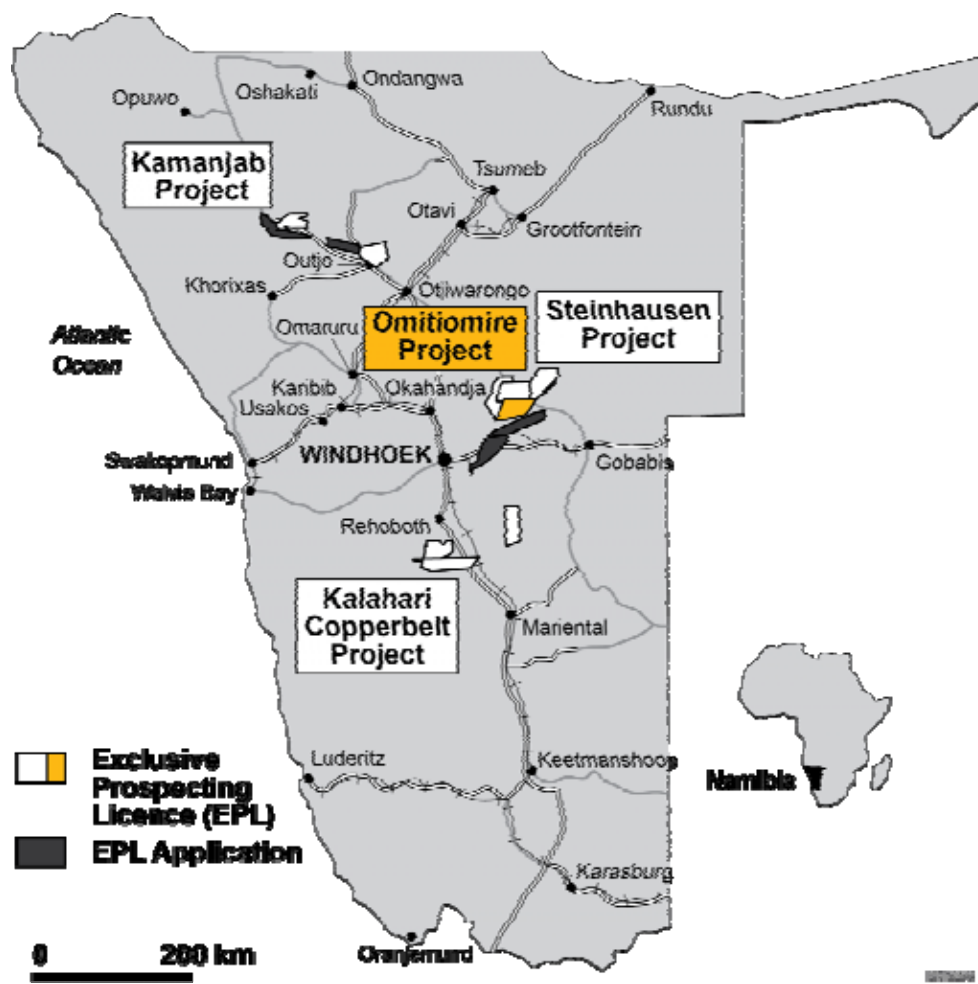 Ondangwa
Oshakati
Opuwo
Rundu
Kamanjab
Project
Tsumeb
Otavi
Grootfontein
Outjo
Khorixas
Otjiwarongo
Steinhausen
Project
Omitiomire
Project
Atlantic
Ocean
Omaruru
Karibib
Okahandja
Usakos
WINDHOEK
Swakopmund
Gobabis
Walvis Bay
Rehoboth
Kalahari
Copperbelt
Project
Mariental
Luderitz
Keetmanshoop
Namibia
Exclusive
Prospecting
Licence (EPL)
EPL Application
Karasburg
Oranjemund
0 200 km